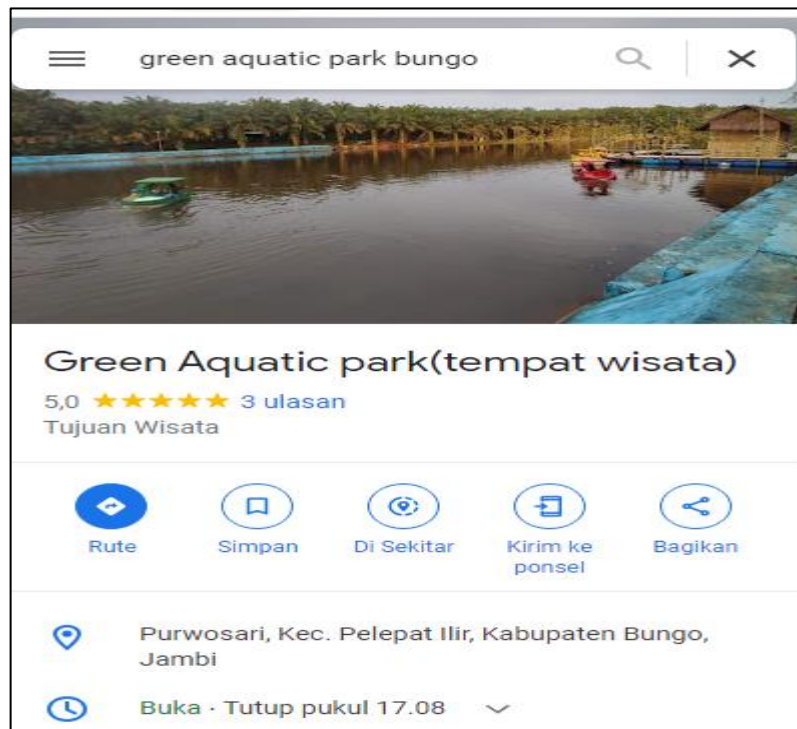 green aquatic park bungo
Green Aquatic park(tempat wisata)
5,0 ★★★★★ 3 ulasan
Tujuan Wisata
Rute
Simpan
Di Sekitar
Kirim ke
ponsel
Bagikan
Purwosari, Kec. Pelepat Ilir, Kabupaten Bungo,
Jambi
Buka · Tutup pukul 17.08